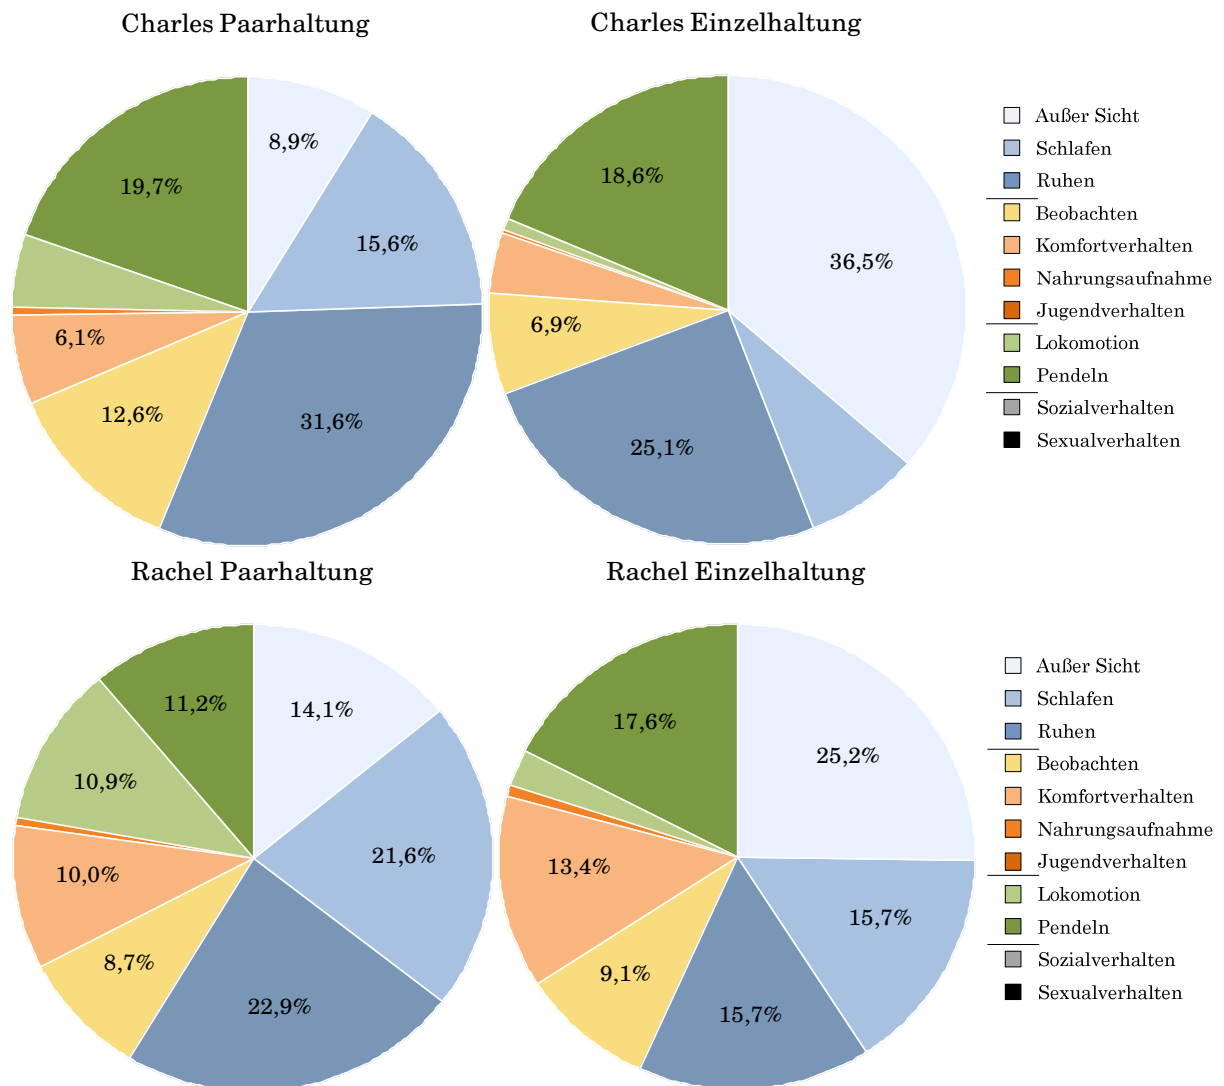 Charles Paarhaltung
8,9%
15,6%
31,6%
12,6%
6,1%
19,7%
Charles Einzelhaltung
36,5%
25,1%
6,9%
18,6%
Außer Sicht
Schlafen
Ruhen
Beobachten
Komfortverhalten
Nahrungsaufnahme
Jugendverhalten
Lokomotion
Pendeln
Sozialverhalten
Sexualverhalten
Rachel Paarhaltung
14,1%
21,6%
22,9%
8,7%
10,0%
10,9%
11,2%
Rachel Einzelhaltung
25,2%
15,7%
15,7%
9,1%
13,4%
17,6%
Außer Sicht
Schlafen
Ruhen
Beobachten
Komfortverhalten
Nahrungsaufnahme
Jugendverhalten
Lokomotion
Pendeln
Sozialverhalten
Sexualverhalten